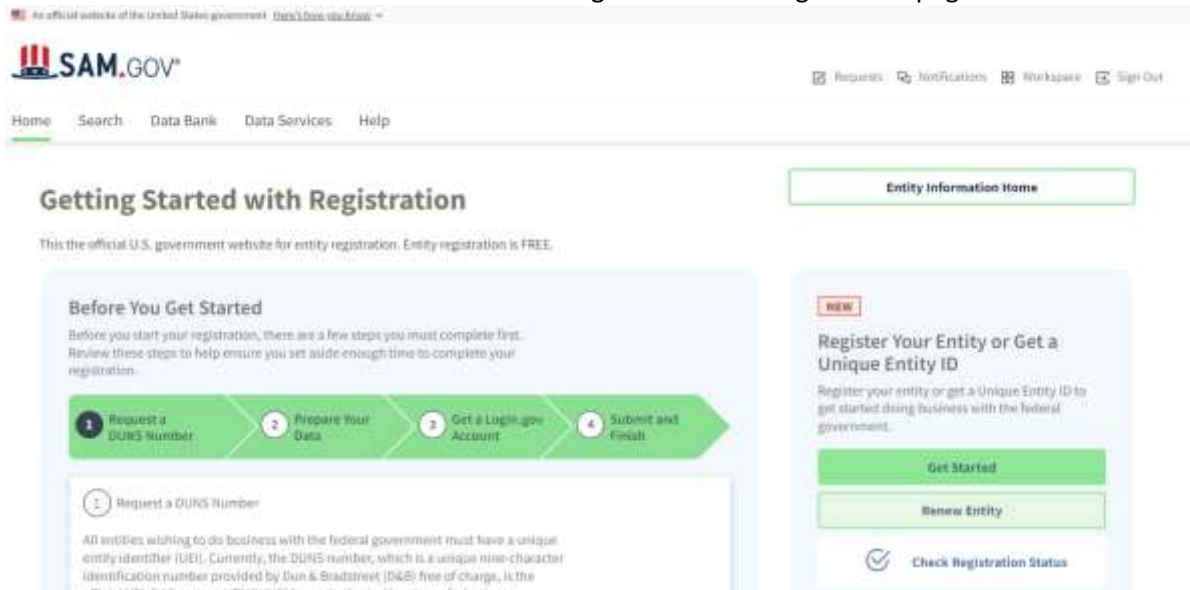 An official website of the United States government Here's how you know
SAM.GOV®
Requests Notifications Workspace Sign Out
Home Search Data Bank Data Services Help
Getting Started with Registration
Entity Information Home
This the official U.S. government website for entity registration. Entity registration is FREE.
Before You Get Started
Before you start your registration, there are a few steps you must complete first.
Review these steps to help ensure you set aside enough time to complete your
registration.
1 Request a
DUNS Number
2 Prepare Your
Data
3 Get a Login.gov
Account
4 Submit and
Finish
1 Request a DUNS Number
All entities wishing to do business with the federal government must have a unique
entity identifier (UEI). Currently, the DUNS number, which is a unique nine-character
identification number provided by Dun & Bradstreet (D&B) free of charge, is the
NEW
Register Your Entity or Get a
Unique Entity ID
Register your entity or get a Unique Entity ID to
get started doing business with the federal
government.
Get Started
Renew Entity
Check Registration Status